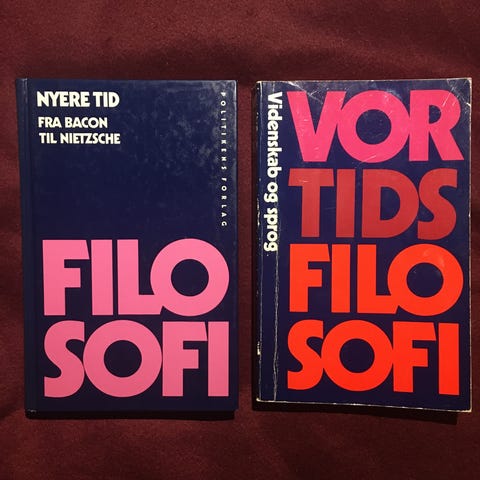 NYERE TID
FRA BACON
TIL NIETZSCHE
POLITIKENS FORLAG
FILO
SOFI
Videnskab og sprog
VOR
TIDS
FILO
SOFI